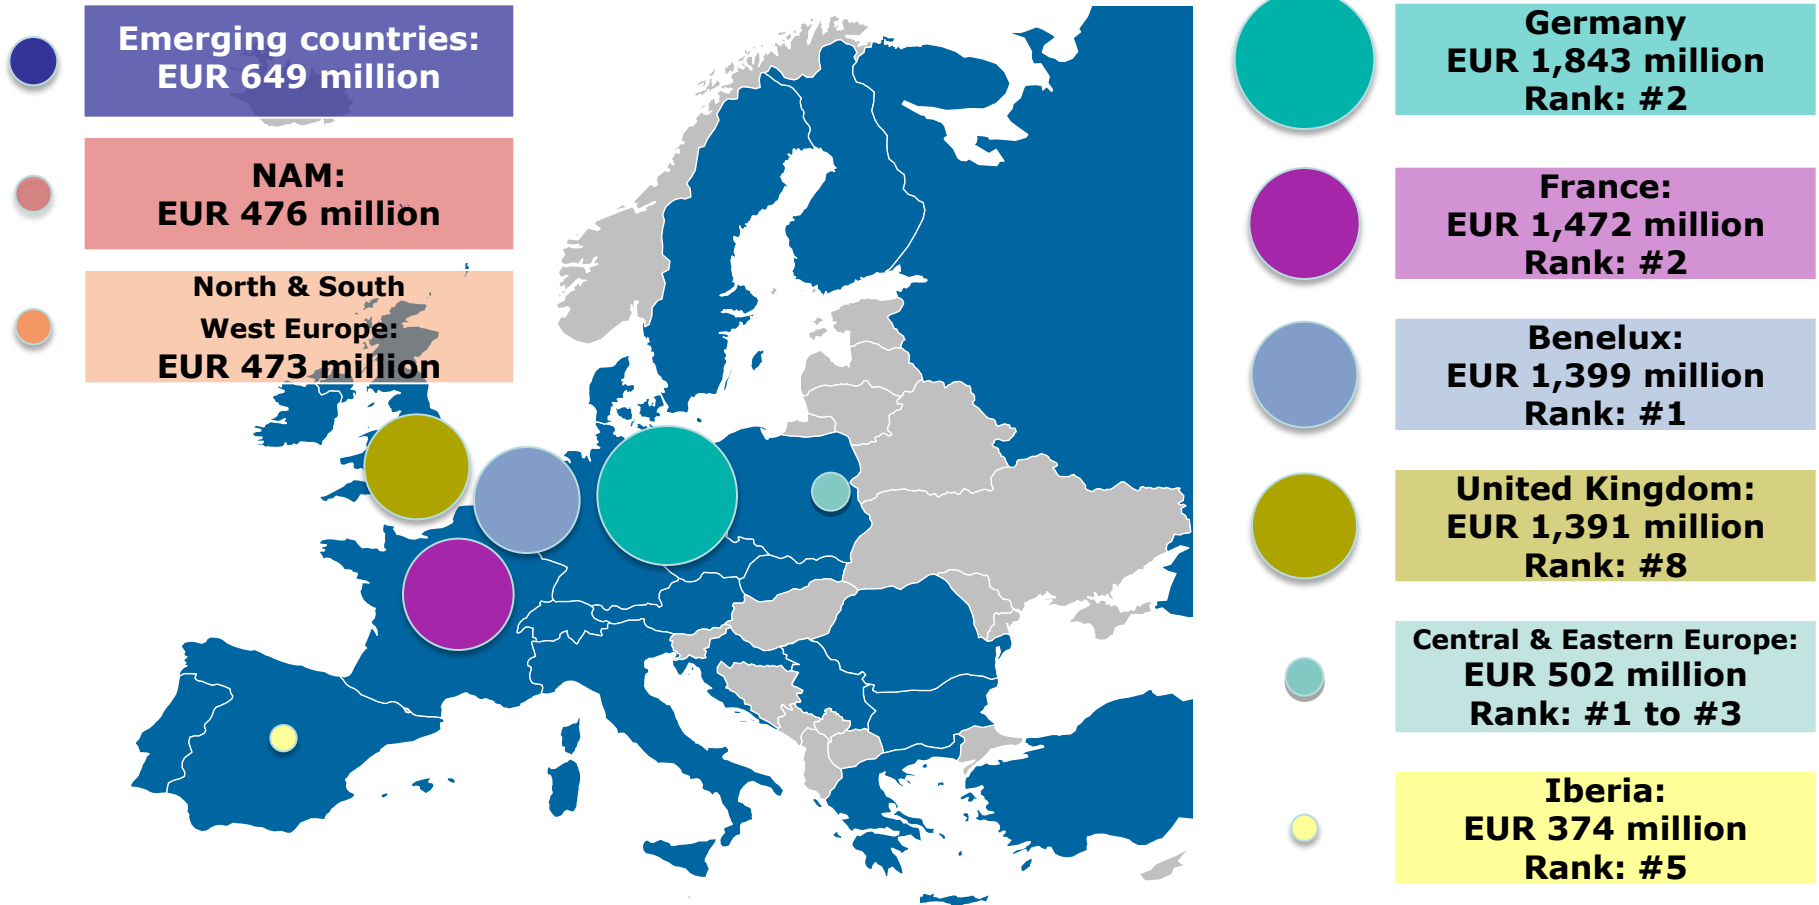 Emerging countries:
EUR 649 million
NAM:
EUR 476 million
North & South
West Europe:
EUR 473 million
Germany
EUR 1,843 million
Rank: #2
France:
EUR 1,472 million
Rank: #2
Benelux:
EUR 1,399 million
Rank: #1
United Kingdom:
EUR 1,391 million
Rank: #8
Central & Eastern Europe:
EUR 502 million
Rank: #1 to #3
Iberia:
EUR 374 million
Rank: #5